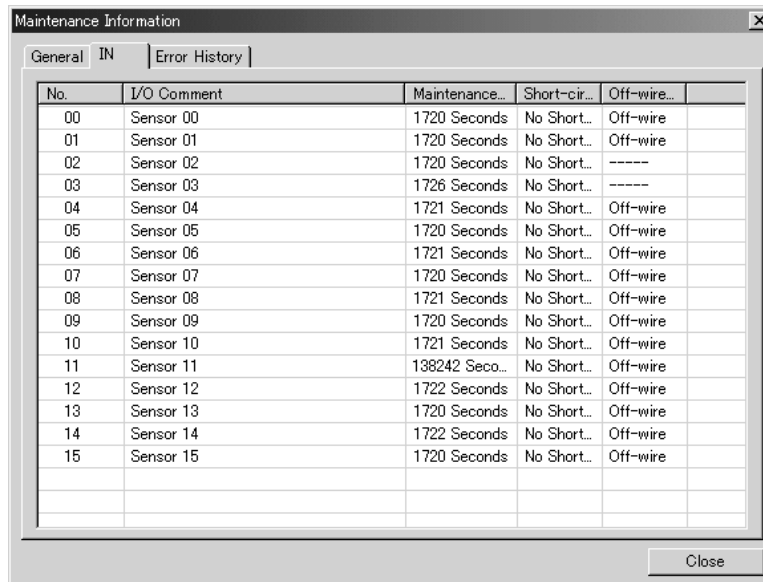 Maintenance Information
General IN Error History
No. I/O Comment Maintenance... Short-cir... Off-wire...
00 Sensor 00 1720 Seconds No Short... Off-wire
01 Sensor 01 1720 Seconds No Short... Off-wire
02 Sensor 02 1720 Seconds No Short... -----
03 Sensor 03 1726 Seconds No Short... -----
04 Sensor 04 1721 Seconds No Short... Off-wire
05 Sensor 05 1720 Seconds No Short... Off-wire
06 Sensor 06 1721 Seconds No Short... Off-wire
07 Sensor 07 1720 Seconds No Short... Off-wire
08 Sensor 08 1721 Seconds No Short... Off-wire
09 Sensor 09 1720 Seconds No Short... Off-wire
10 Sensor 10 1721 Seconds No Short... Off-wire
11 Sensor 11 138242 Seco... No Short... Off-wire
12 Sensor 12 1722 Seconds No Short... Off-wire
13 Sensor 13 1720 Seconds No Short... Off-wire
14 Sensor 14 1722 Seconds No Short... Off-wire
15 Sensor 15 1720 Seconds No Short... Off-wire
Close